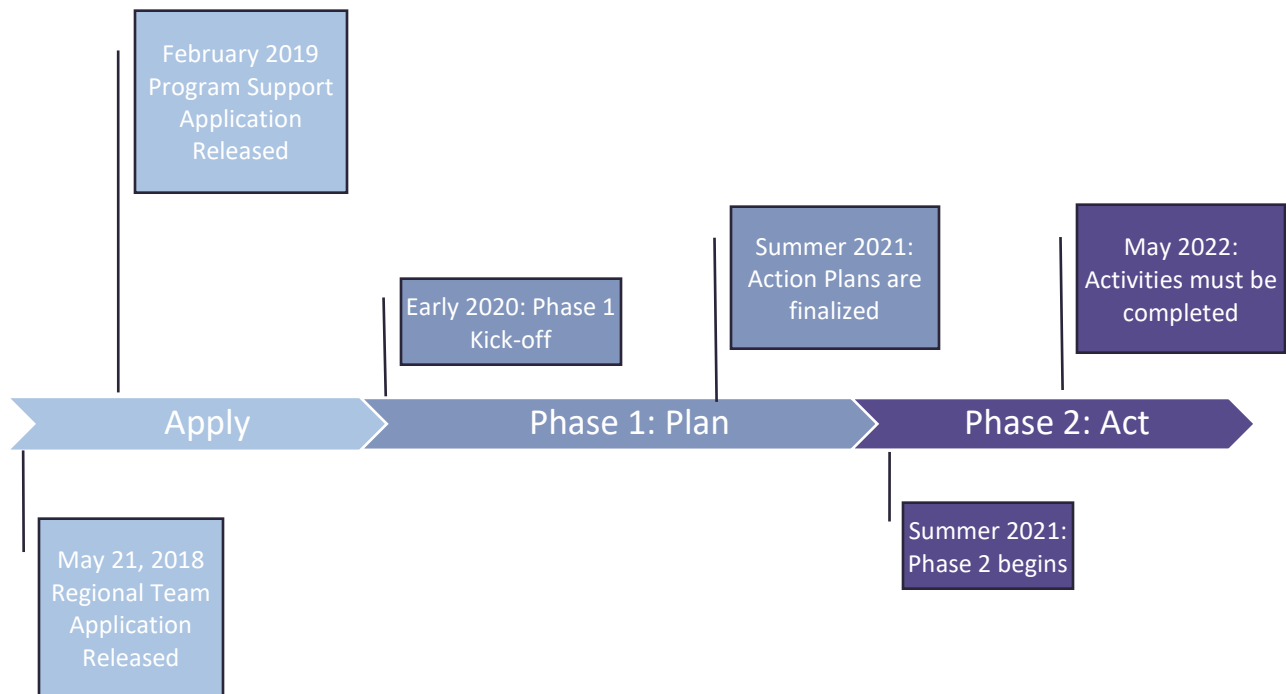 February 2019
Program Support
Application
Released
Summer 2021:
Action Plans are
finalized
May 2022:
Activities must be
completed
Early 2020: Phase 1
Kick-off
Apply
Phase 1: Plan
Phase 2: Act
May 21, 2018
Regional Team
Application
Released
Summer 2021:
Phase 2 begins